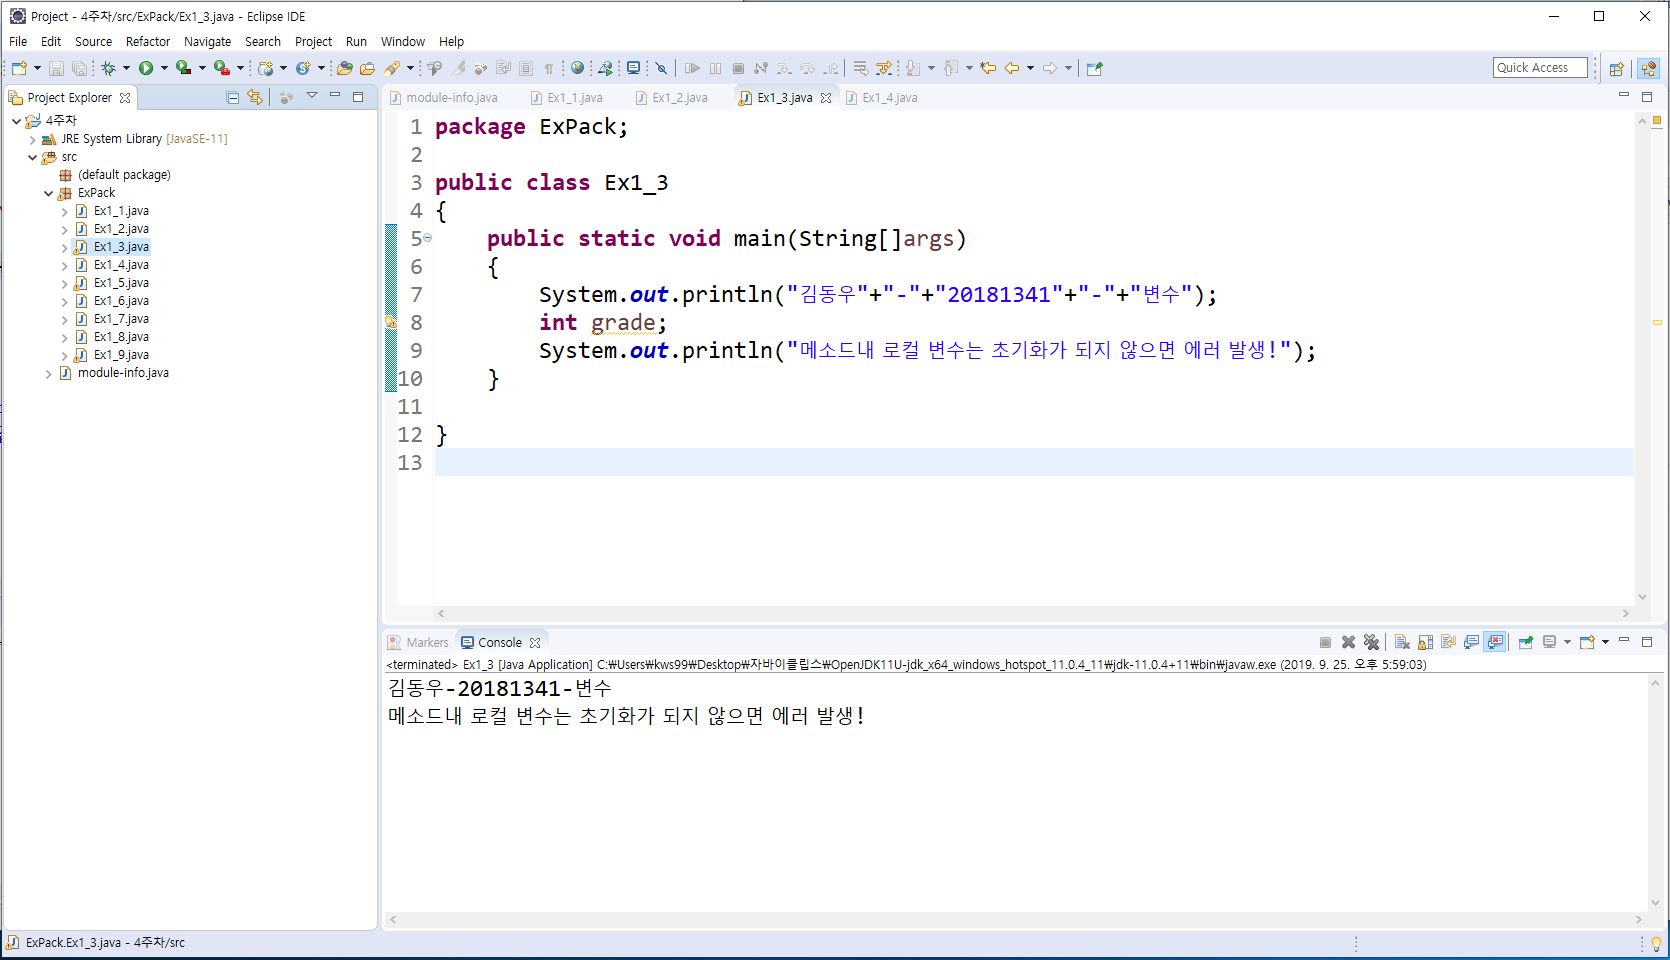 Project - 4주차/src/ExPack/Ex1_3.java - Eclipse IDE
File Edit Source Refactor Navigate Search Project Run Window Help
Quick Access
Project Explorer
4주차
JRE System Library [JavaSE-11]
src
(default package)
ExPack
Ex1_1.java
Ex1_2.java
Ex1_3.java
Ex1_4.java
Ex1_5.java
Ex1_6.java
Ex1_7.java
Ex1_8.java
Ex1_9.java
module-info.java
module-info.java Ex1_1.java Ex1_2.java Ex1_3.java Ex1_4.java
1 package ExPack;
2
3 public class Ex1_3
4 {
5 public static void main(String[]args)
6 {
7 System.out.println("김동우"+"-"+"20181341"+"-"+"변수");
8 int grade;
9 System.out.println("메소드내 로컬 변수는 초기화가 되지 않으면 에러 발생!");
10 }
11
12 }
13
Markers Console
<terminated> Ex1_3 [Java Application] C:₩Users₩kws99₩Desktop₩자바이클립스₩OpenJDK11U-jdk_x64_windows_hotspot_11.0.4_11₩jdk-11.0.4+11₩bin₩javaw.exe (2019. 9. 25. 오후 5:59:03)
김동우-20181341-변수
메소드내 로컬 변수는 초기화가 되지 않으면 에러 발생!
ExPack.Ex1_3.java - 4주차/src